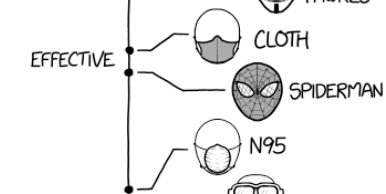 CLOTH
EFFECTIVE
SPIDERMAN
N95